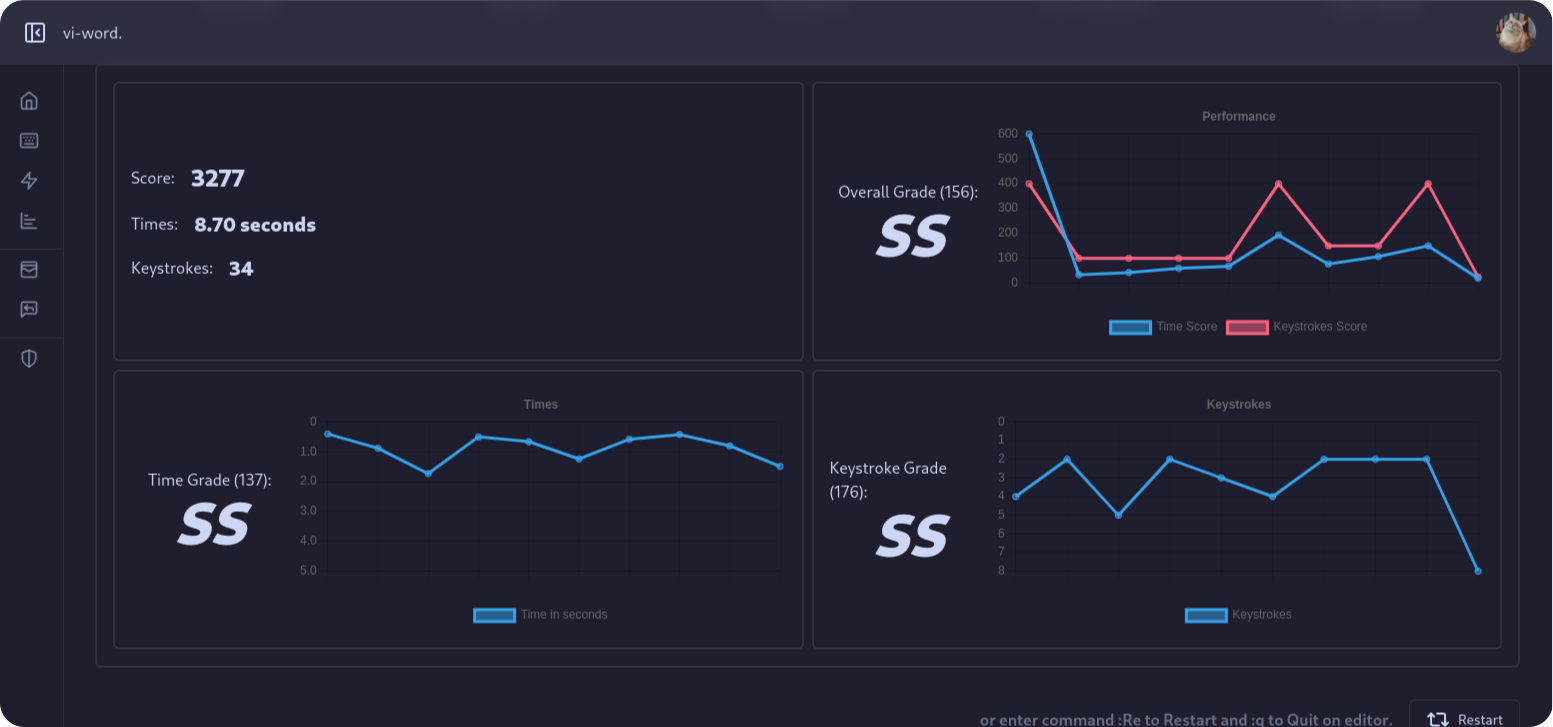 vi-word.
Score: 3277
Times: 8.70 seconds
Keystrokes: 34
Performance
Overall Grade (156):
SS
600
500
400
300
200
100
0
Time Score Keystrokes Score
Times
Time Grade (137):
SS
0
1.0
2.0
3.0
4.0
5.0
Time in seconds
Keystrokes
Keystroke Grade
(176):
SS
0
1
2
3
4
5
6
7
8
Keystrokes
or enter command :Re to Restart and :q to Quit on editor.
Restart